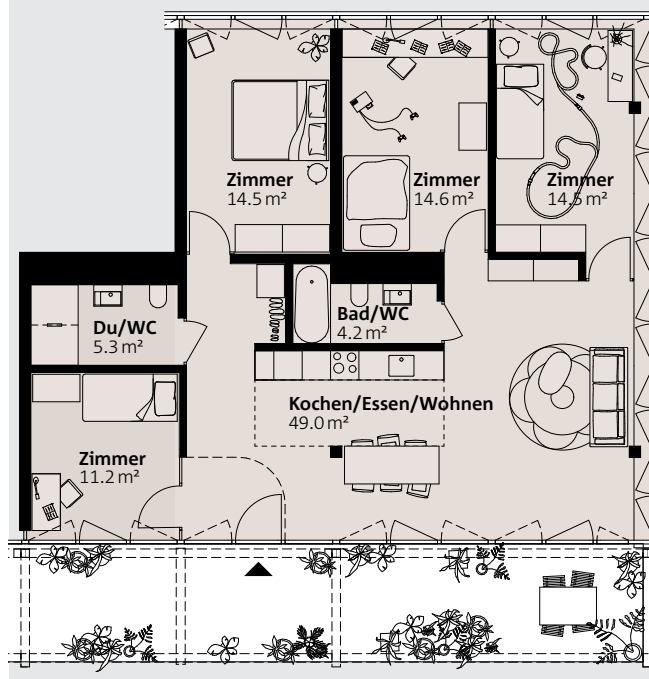 Zimmer
14.5 m²
Zimmer
14.6 m²
Zimmer
14.5 m²
Du/WC
5.3 m²
Bad/WC
4.2 m²
Kochen/Essen/Wohnen
49.0 m²
Zimmer
11.2 m²